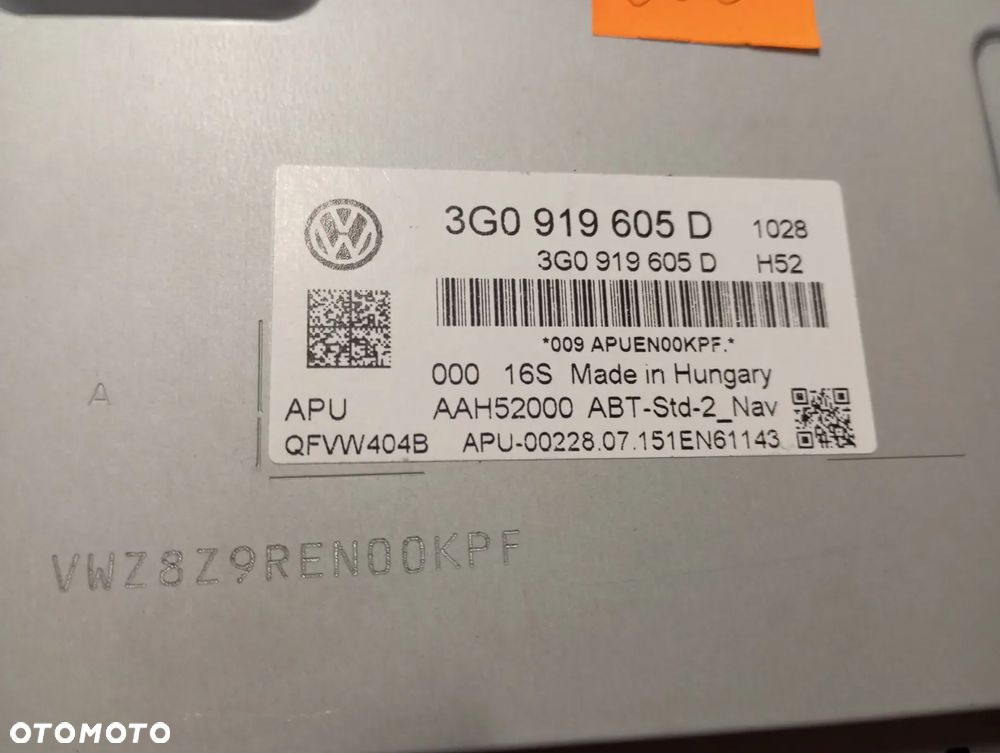 3G0 919 605 D 1028
3G0 919 605 D H52
*009 APUEN00KPF.*
000 16S Made in Hungary
APU AAH52000 ABT-Std-2_Nav
QFVW404B APU-00228.07.151EN61143
A
VWZ8Z9REN00KPF
OTOMOTO